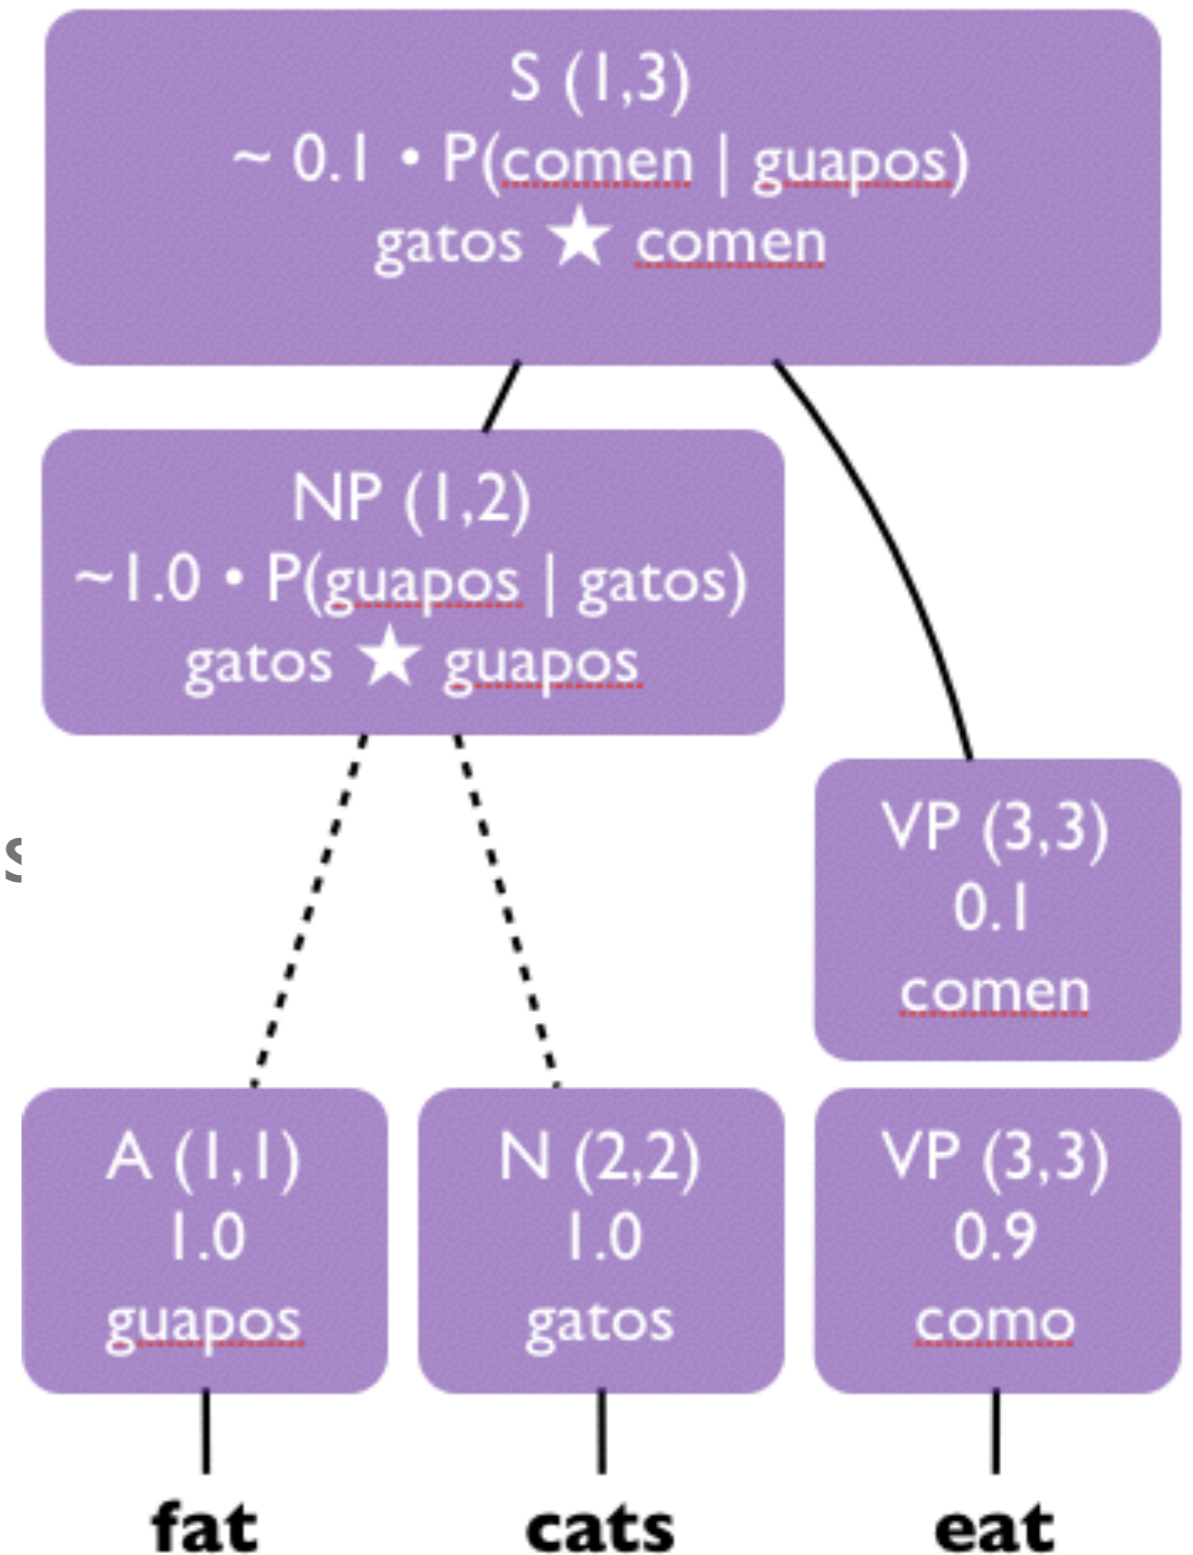 S (1,3)
~ 0.1 • P(comen | guapos)
gatos ★ comen
NP (1,2)
~1.0 • P(guapos | gatos)
gatos ★ guapos
VP (3,3)
0.1
comen
A (1,1)
1.0
guapos
N (2,2)
1.0
gatos
VP (3,3)
0.9
como
fat
cats
eat